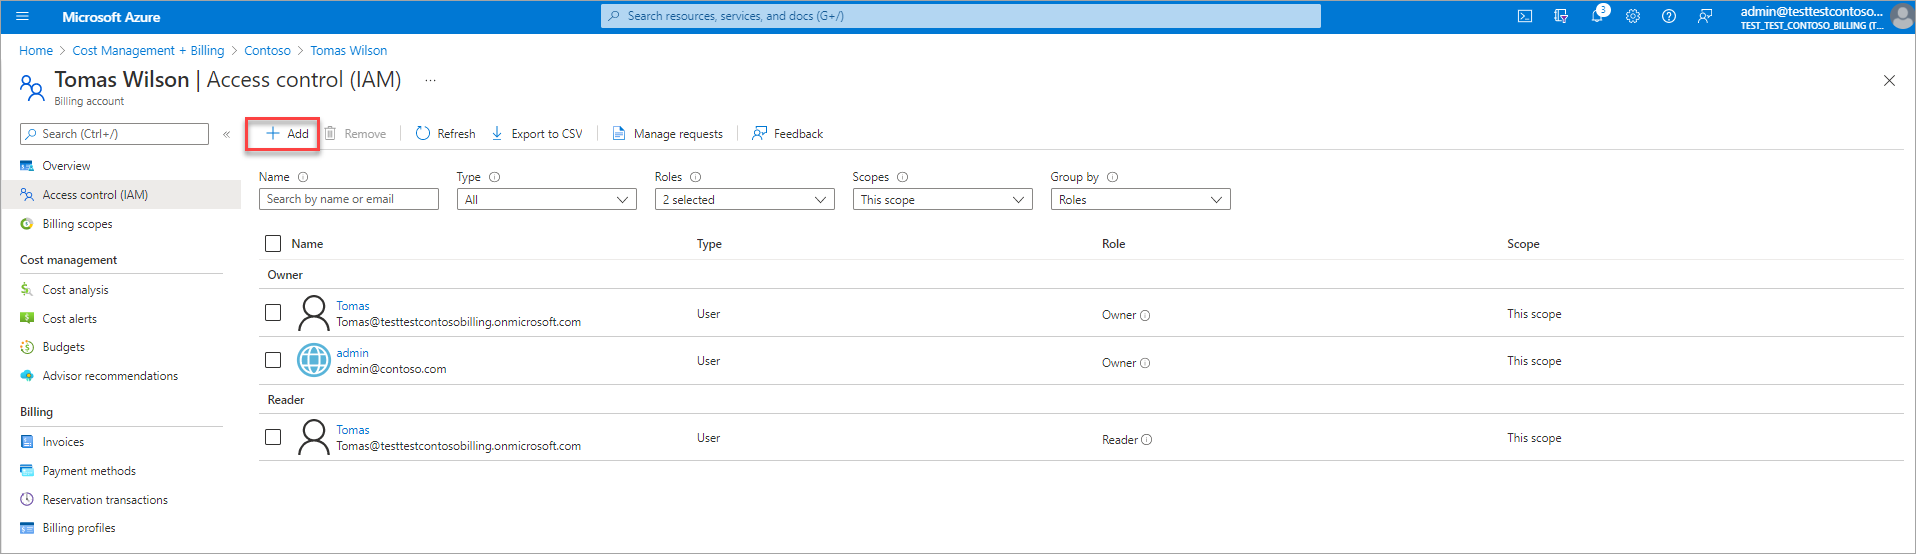 Microsoft Azure
Search resources, services, and docs (G+/)
3
admin@testtestcontoso...
TEST_TEST_CONTOSO_BILLING (T...
Home > Cost Management + Billing > Contoso > Tomas Wilson
Tomas Wilson | Access control (IAM) ...
Billing account
Search (Ctrl+/)
«
+ Add
Remove
Refresh
Export to CSV
Manage requests
Feedback
Overview
Access control (IAM)
Billing scopes
Cost management
Cost analysis
Cost alerts
Budgets
Advisor recommendations
Billing
Invoices
Payment methods
Reservation transactions
Billing profiles
Name
Type
Roles
Scopes
Group by
Search by name or email
All
2 selected
This scope
Roles
Name Type Role Scope
Owner
Tomas
Tomas@testtestcontosobilling.onmicrosoft.com
User Owner This scope
admin
admin@contoso.com
User Owner This scope
Reader
Tomas
Tomas@testtestcontosobilling.onmicrosoft.com
User Reader This scope